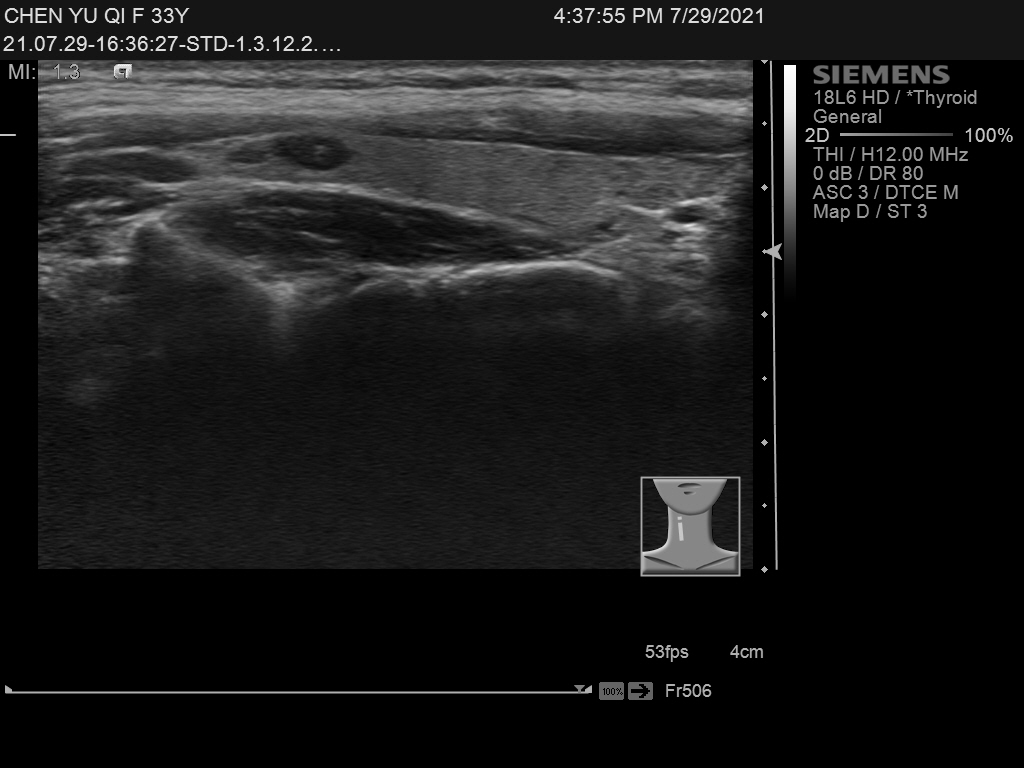 CHEN YU QI F 33Y
4:37:55 PM 7/29/2021
21.07.29-16:36:27-STD-1.3.12.2....
MI: 1.3
SIEMENS
18L6 HD / *Thyroid
General
2D 100%
THI / H12.00 MHz
0 dB / DR 80
ASC 3 / DTCE M
Map D / ST 3
53fps 4cm
100% Fr506